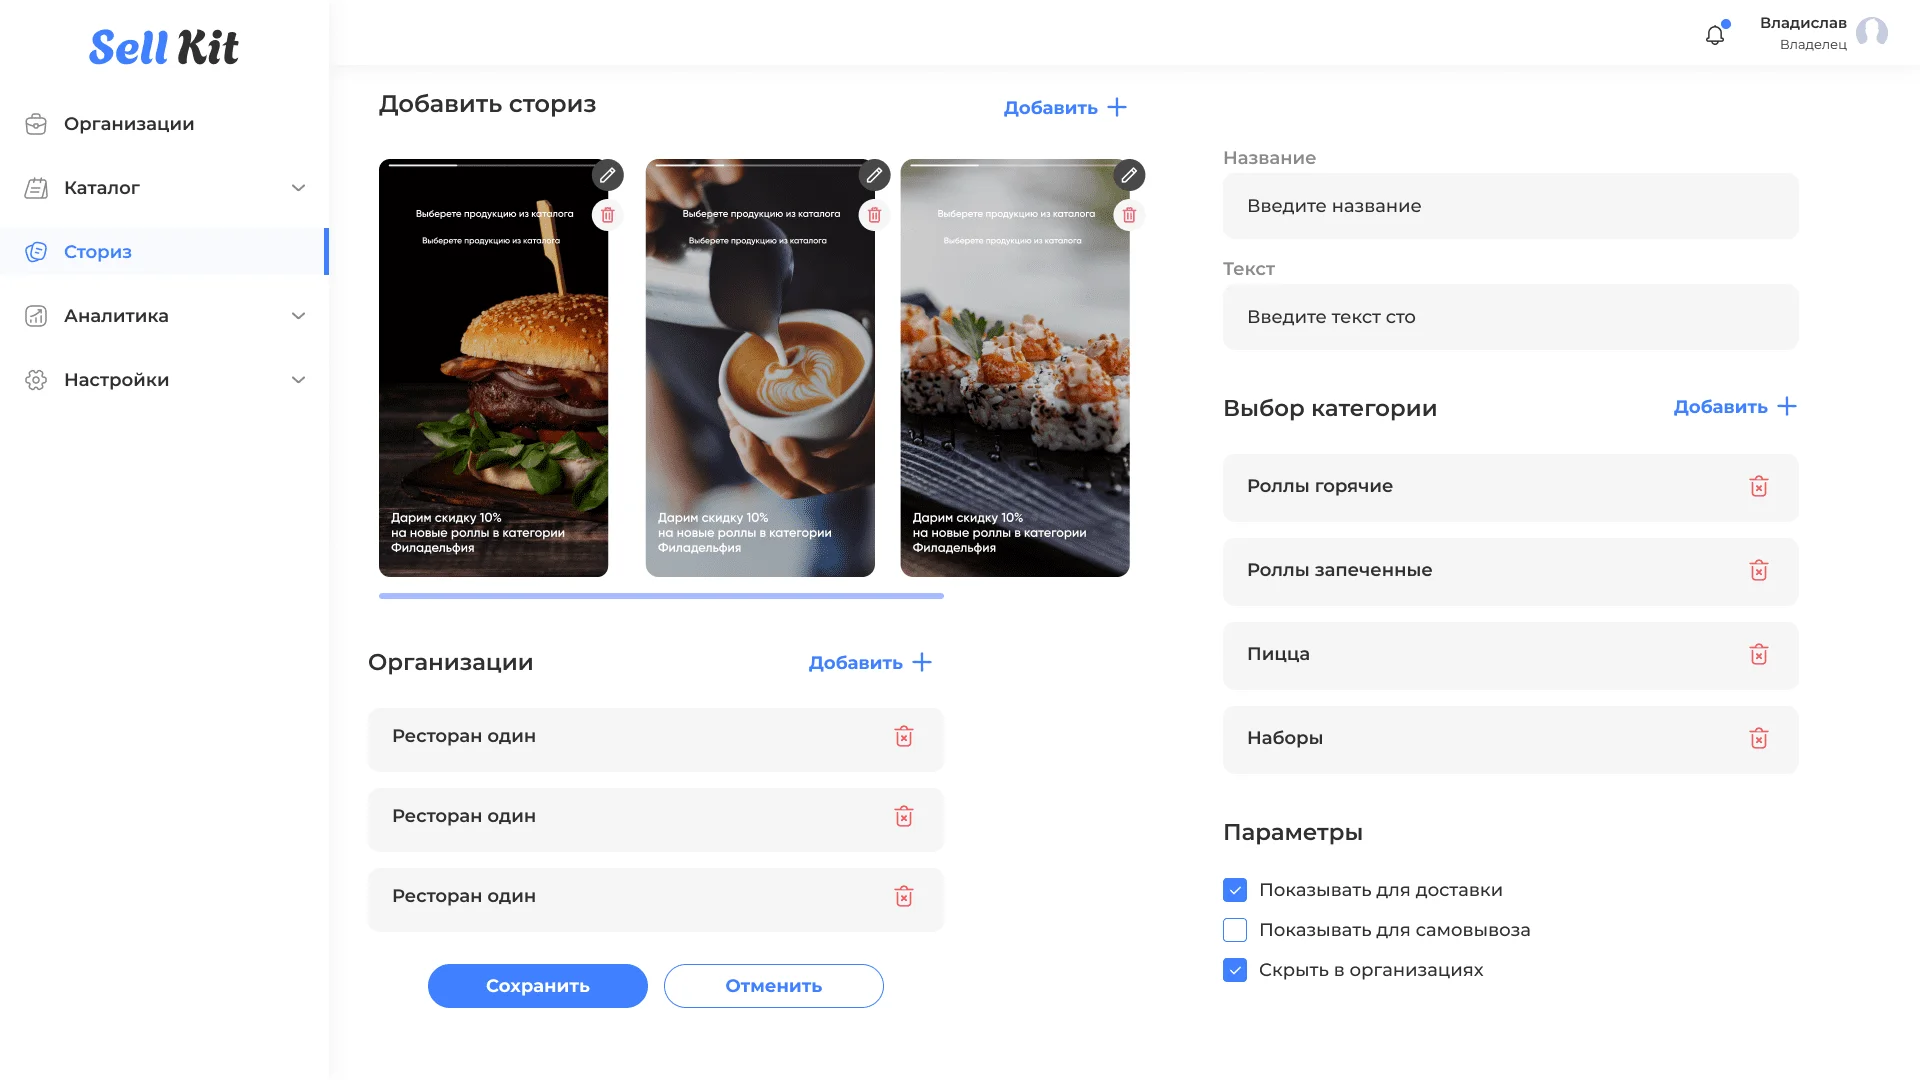 Sell Kit
Владислав
Владелец
Организации
Каталог
Сториз
Аналитика
Настройки
Добавить сториз
Добавить
Выберете продукцию из каталога
Выберете продукцию из каталога
Дарим скидку 10%
на новые роллы в категории
Филадельфия
Выберете продукцию из каталога
Выберете продукцию из каталога
Дарим скидку 10%
на новые роллы в категории
Филадельфия
Выберете продукцию из каталога
Выберете продукцию из каталога
Дарим скидку 10%
на новые роллы в категории
Филадельфия
Организации
Добавить
Ресторан один
Ресторан один
Ресторан один
Сохранить
Отменить
Название
Введите название
Текст
Введите текст сто
Выбор категории
Добавить
Роллы горячие
Роллы запеченные
Пицца
Наборы
Параметры
Показывать для доставки
Показывать для самовывоза
Скрыть в организациях